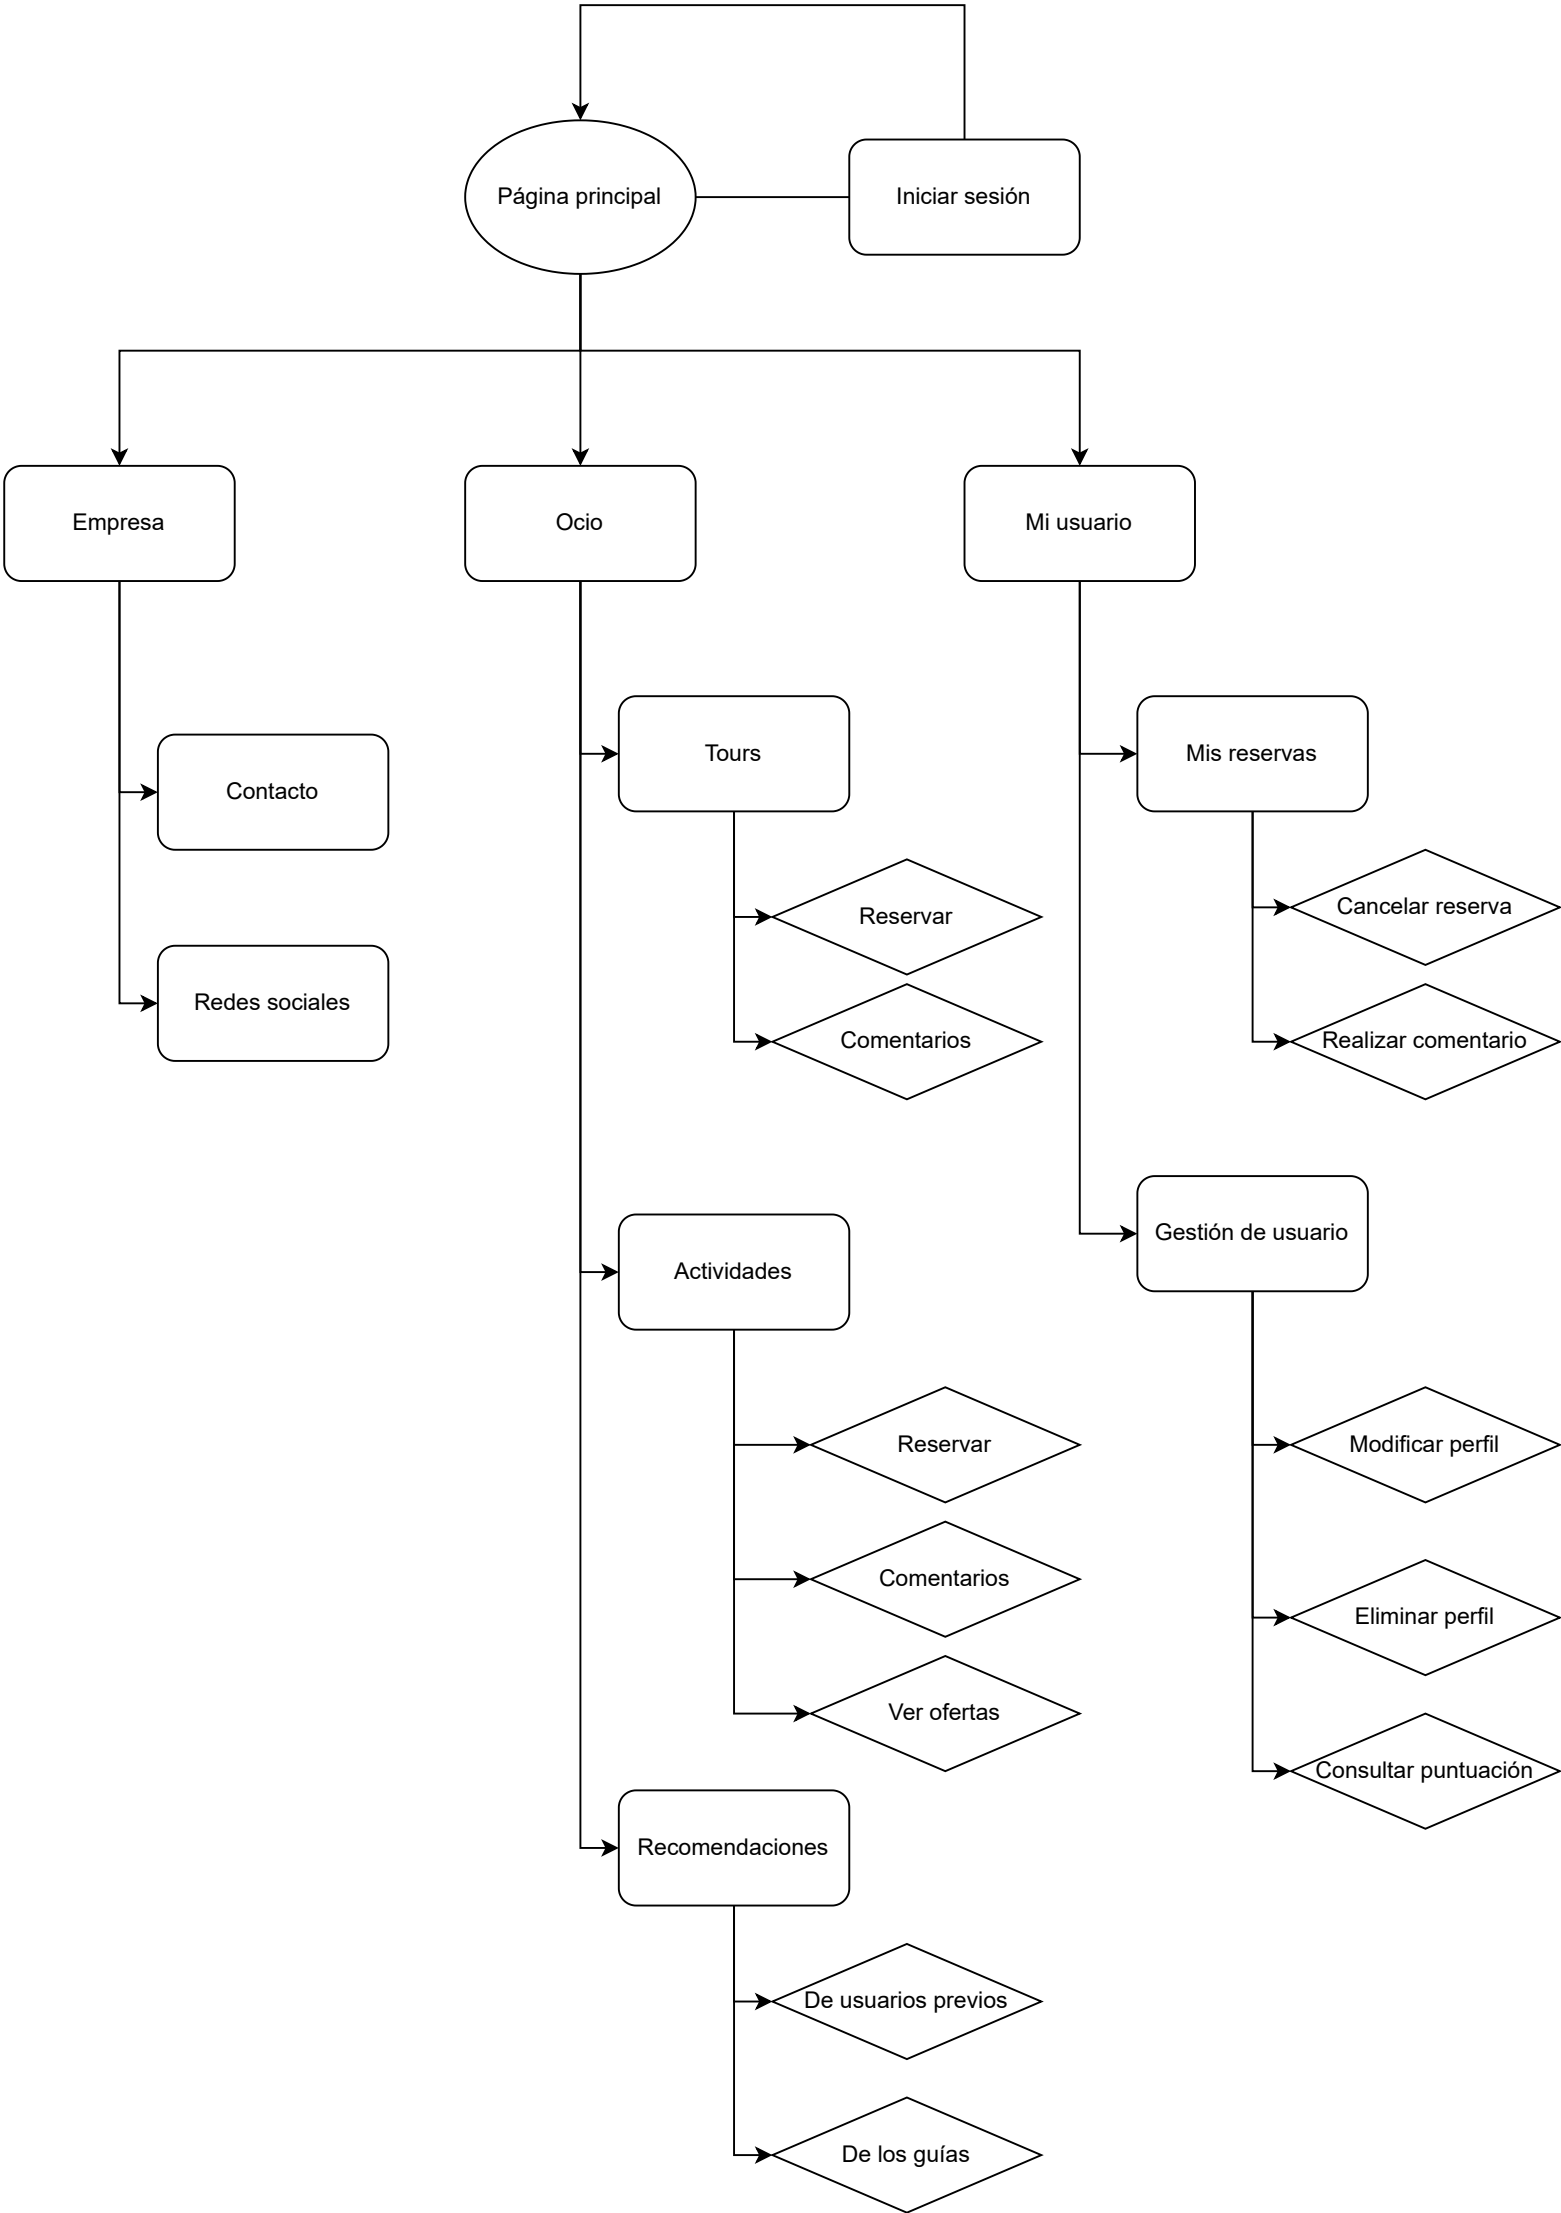 Página principal
Iniciar sesión
Empresa
Ocio
Mi usuario
Contacto
Redes sociales
Tours
Reservar
Comentarios
Actividades
Reservar
Comentarios
Ver ofertas
Recomendaciones
De usuarios previos
De los guías
Mis reservas
Cancelar reserva
Realizar comentario
Gestión de usuario
Modificar perfil
Eliminar perfil
Consultar puntuación